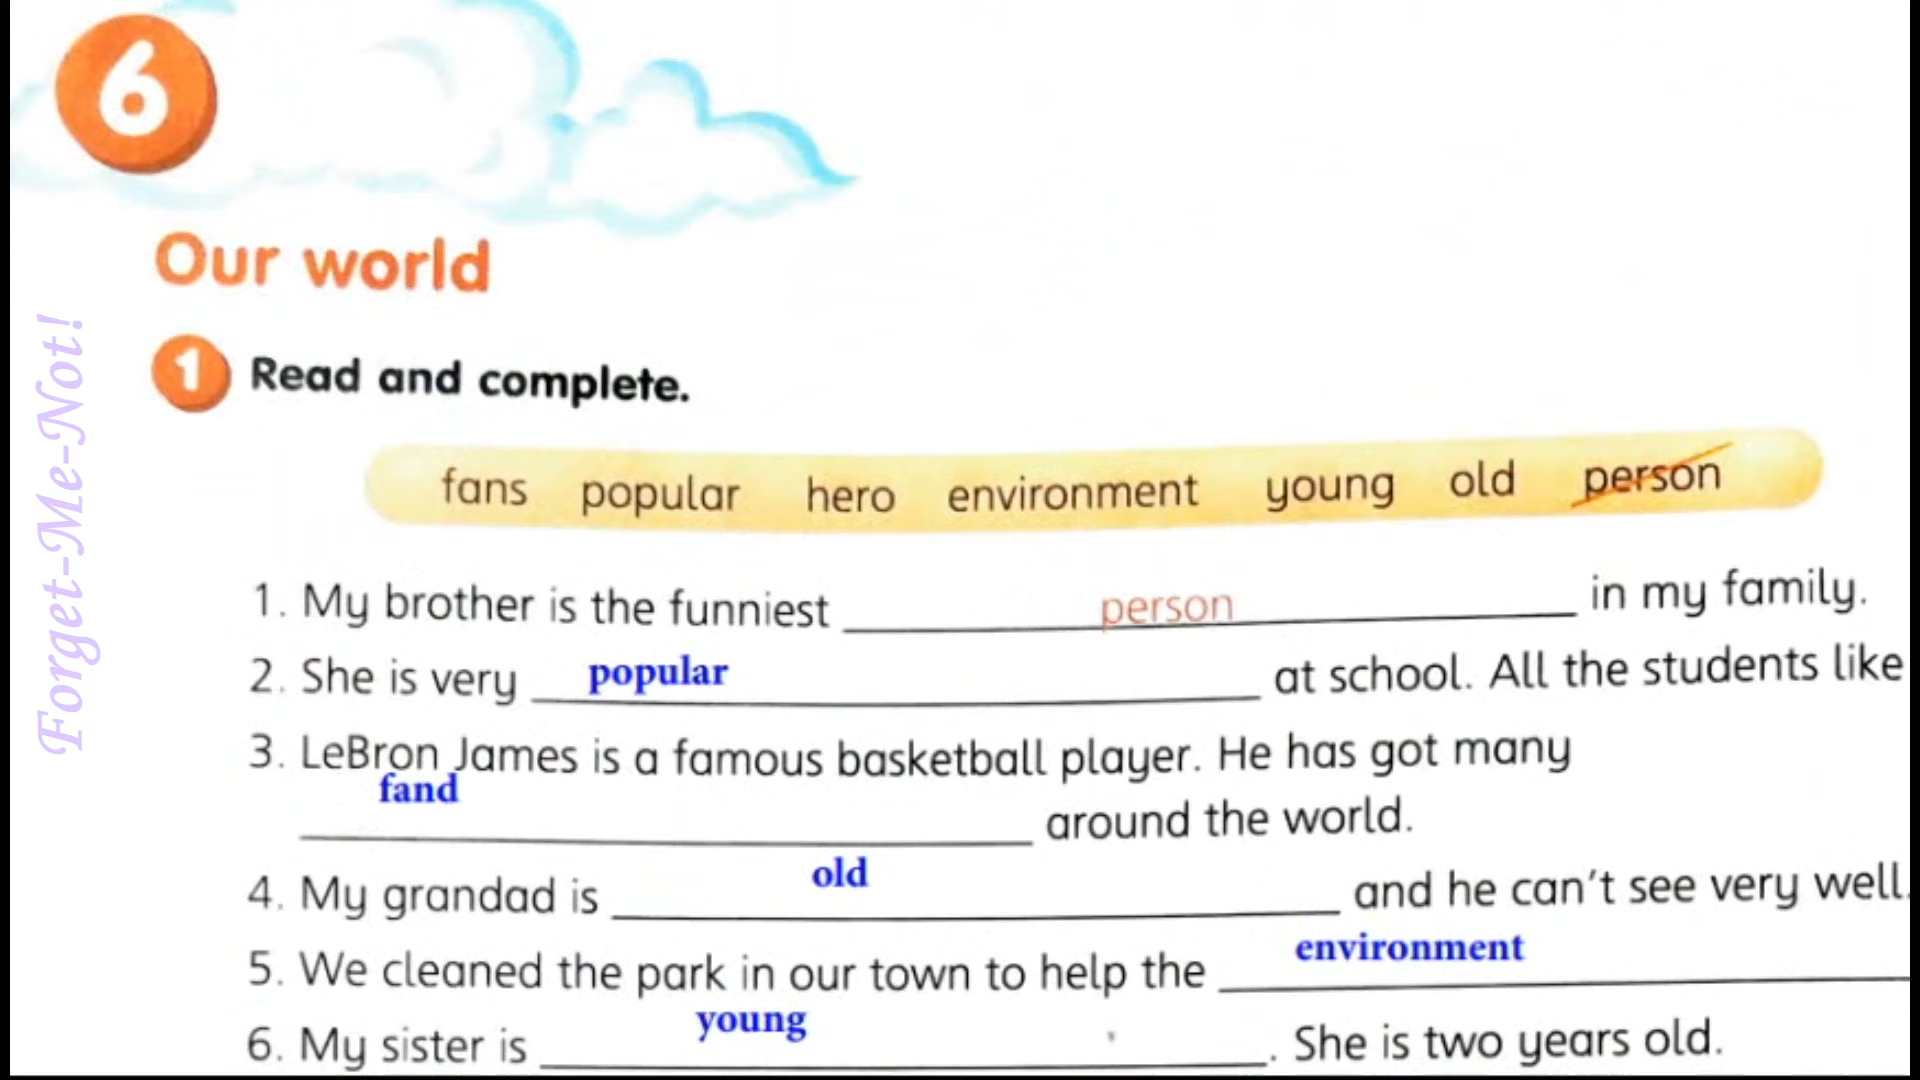 6
Our world
1 Read and complete.
fans popular hero environment young old person
1. My brother is the funniest person in my family.
2. She is very popular at school. All the students like
3. LeBron James is a famous basketball player. He has got many
fand around the world.
4. My grandad is old and he can't see very well.
5. We cleaned the park in our town to help the environment
6. My sister is young. She is two years old.
Forget-Me-Not!